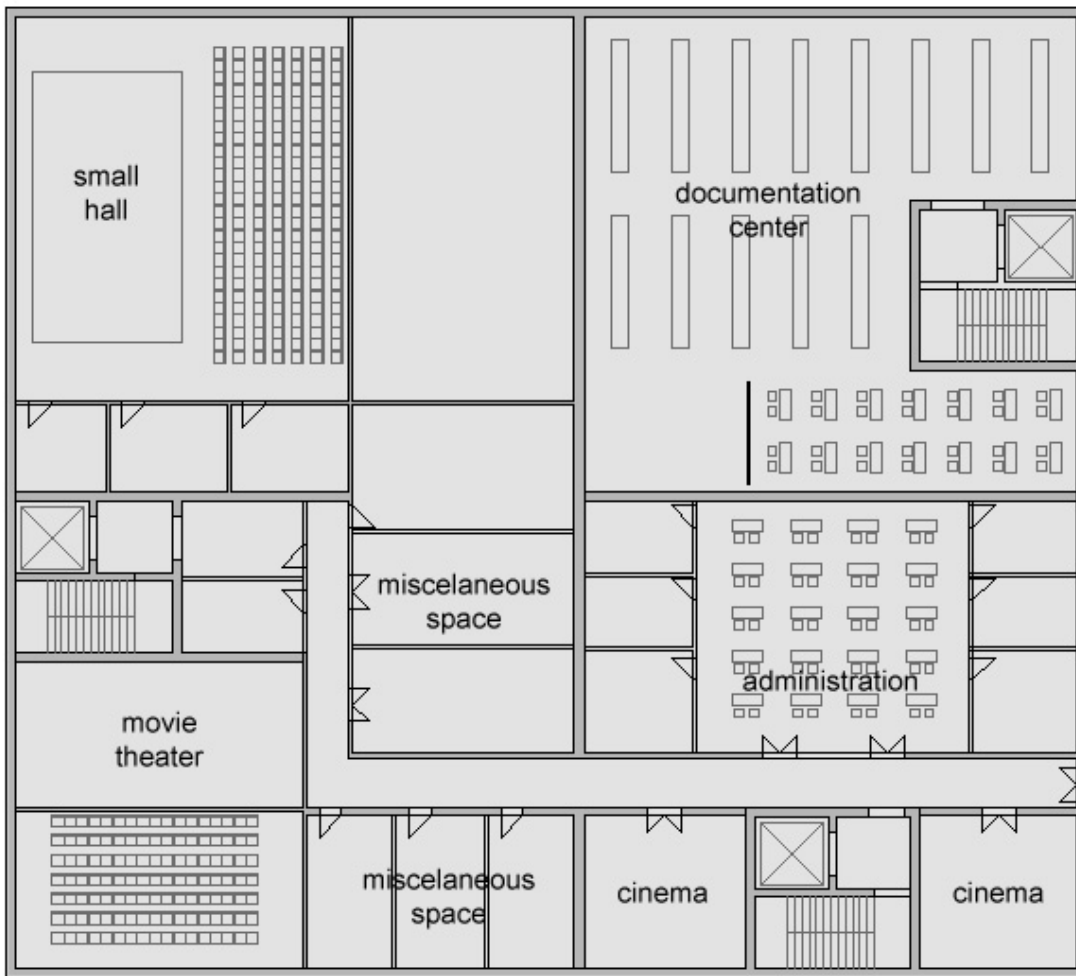 small
hall
documentation
center
miscelaneous
space
administration
movie
theater
miscelaneous
space
cinema
cinema